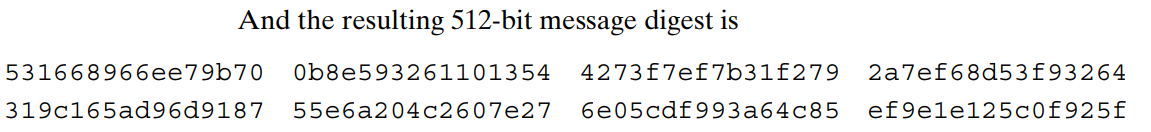 And the resulting 512-bit message digest is
531668966ee79b70 0b8e593261101354 4273f7ef7b31f279 2a7ef68d53f93264
319c165ad96d9187 55e6a204c2607e27 6e05cdf993a64c85 ef9e1e125c0f925f